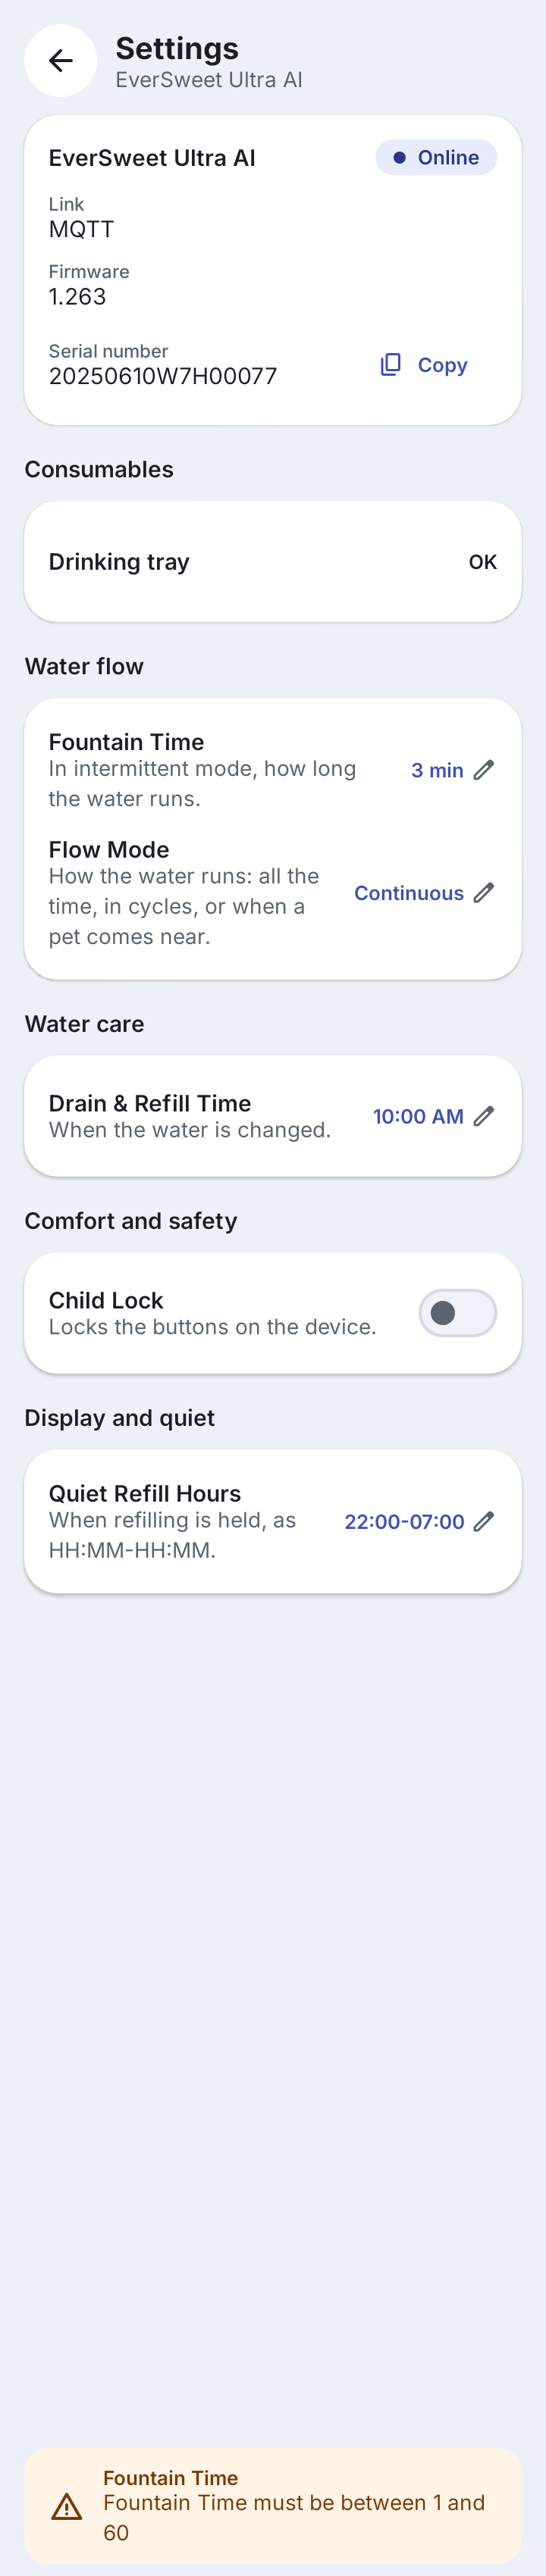 Settings
EverSweet Ultra AI
EverSweet Ultra AI
Online
Link
MQTT
Firmware
1.263
Serial number
20250610W7H00077
Copy
Consumables
Drinking tray
OK
Water flow
Fountain Time
In intermittent mode, how long
the water runs.
3 min
Flow Mode
How the water runs: all the
time, in cycles, or when a
pet comes near.
Continuous
Water care
Drain & Refill Time
When the water is changed.
10:00 AM
Comfort and safety
Child Lock
Locks the buttons on the device.
Display and quiet
Quiet Refill Hours
When refilling is held, as
HH:MM-HH:MM.
22:00-07:00
Fountain Time
Fountain Time must be between 1 and
60